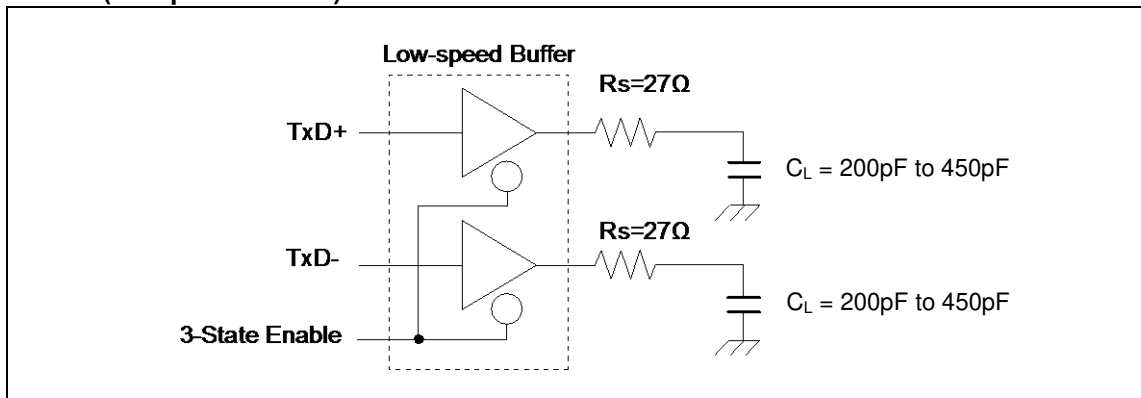 Low-speed Buffer
Rs=27Ω
TxD+
C_L = 200pF to 450pF
Rs=27Ω
TxD-
C_L = 200pF to 450pF
3-State Enable